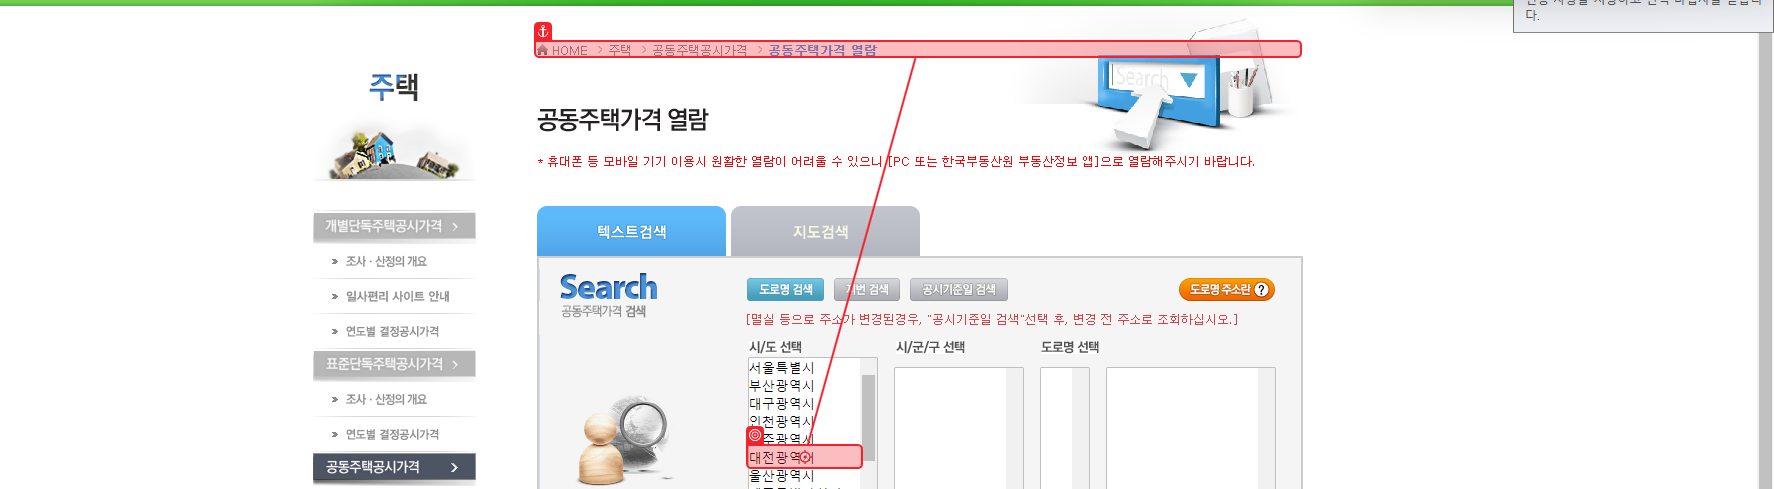 다.
HOME > 주택 > 공동주택공시가격 > 공동주택가격 열람
주택
Search
공동주택가격 열람
* 휴대폰 등 모바일 기기 이용시 원활한 열람이 어려울 수 있으니 [PC 또는 한국부동산원 부동산정보 앱]으로 열람해주시기 바랍니다.
텍스트검색
지도검색
개별단독주택공시가격
조사 · 산정의 개요
일사편리 사이트 안내
연도별 결정공시가격
표준단독주택공시가격
조사 · 산정의 개요
연도별 결정공시가격
공동주택공시가격
Search
공동주택가격 검색
도로명 검색
지번 검색
공시기준일 검색
도로명 주소란 ?
[멸실 등으로 주소가 변경된경우, "공시기준일 검색"선택 후, 변경 전 주소로 조회하십시오.]
시/도 선택
시/군/구 선택
도로명 선택
서울특별시
부산광역시
대구광역시
인천광역시
광주광역시
대전광역시
울산광역시